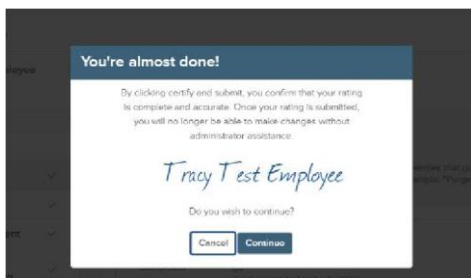 You're almost done!
By clicking certify and submit, you confirm that your rating
is complete and accurate. Once your rating is submitted,
you will no longer be able to make changes without
administrator assistance.
Tracy Test Employee
Do you wish to continue?
Cancel Continue